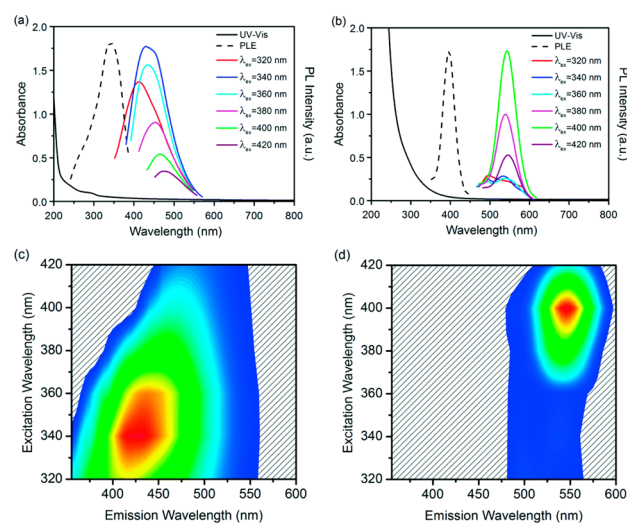 (a)
2.0
1.5
1.0
0.5
0.0
200 300 400 500 600 700 800
Absorbance
Wavelength (nm)
PL Intensity (a.u.)
UV-Vis
PLE
λex=320 nm
λex=340 nm
λex=360 nm
λex=380 nm
λex=400 nm
λex=420 nm
(b)
2.0
1.5
1.0
0.5
0.0
200 300 400 500 600 700 800
Absorbance
Wavelength (nm)
PL Intensity (a.u.)
UV-Vis
PLE
λex=320 nm
λex=340 nm
λex=360 nm
λex=380 nm
λex=400 nm
λex=420 nm
(c)
420
400
380
360
340
320
400 450 500 550 600
Excitation Wavelength (nm)
Emission Wavelength (nm)
(d)
420
400
380
360
340
320
400 450 500 550 600
Excitation Wavelength (nm)
Emission Wavelength (nm)